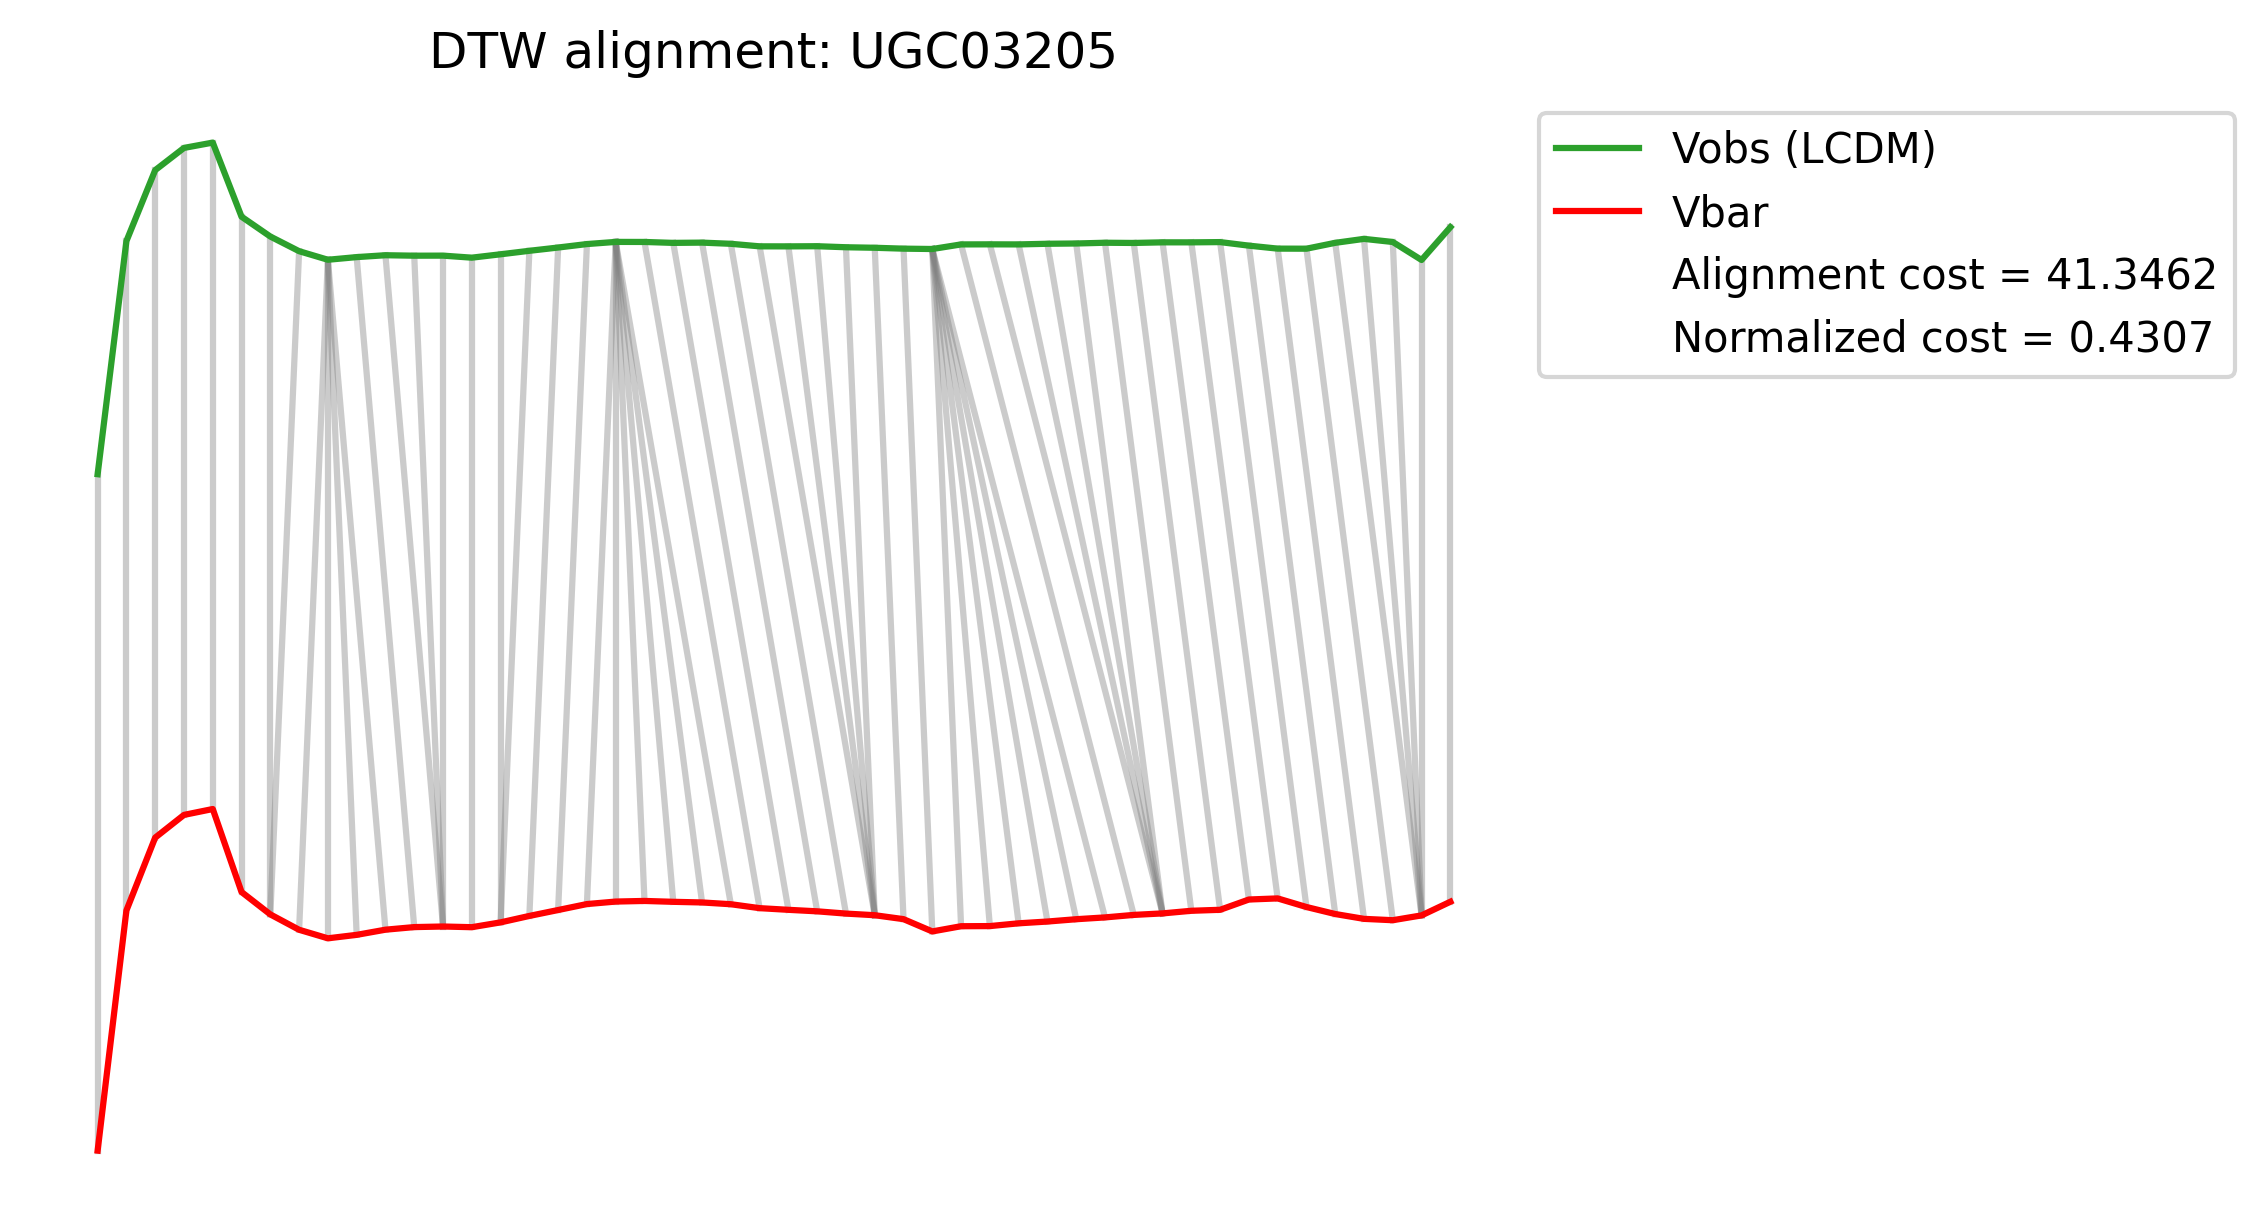 DTW alignment: UGC03205
Vobs (LCDM)
Vbar
Alignment cost = 41.3462
Normalized cost = 0.4307